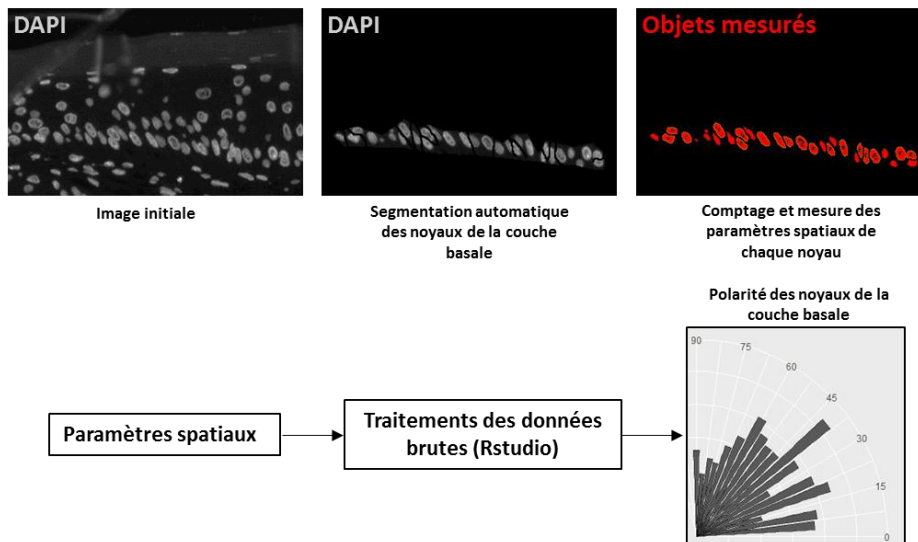 DAPI
DAPI
Objets mesurés
Image initiale
Segmentation automatique
des noyaux de la couche
basale
Comptage et mesure des
paramètres spatiaux de
chaque noyau
Polarité des noyaux de la
couche basale
Paramètres spatiaux
Traitements des données
brutes (Rstudio)
90
75
60
45
30
15
0